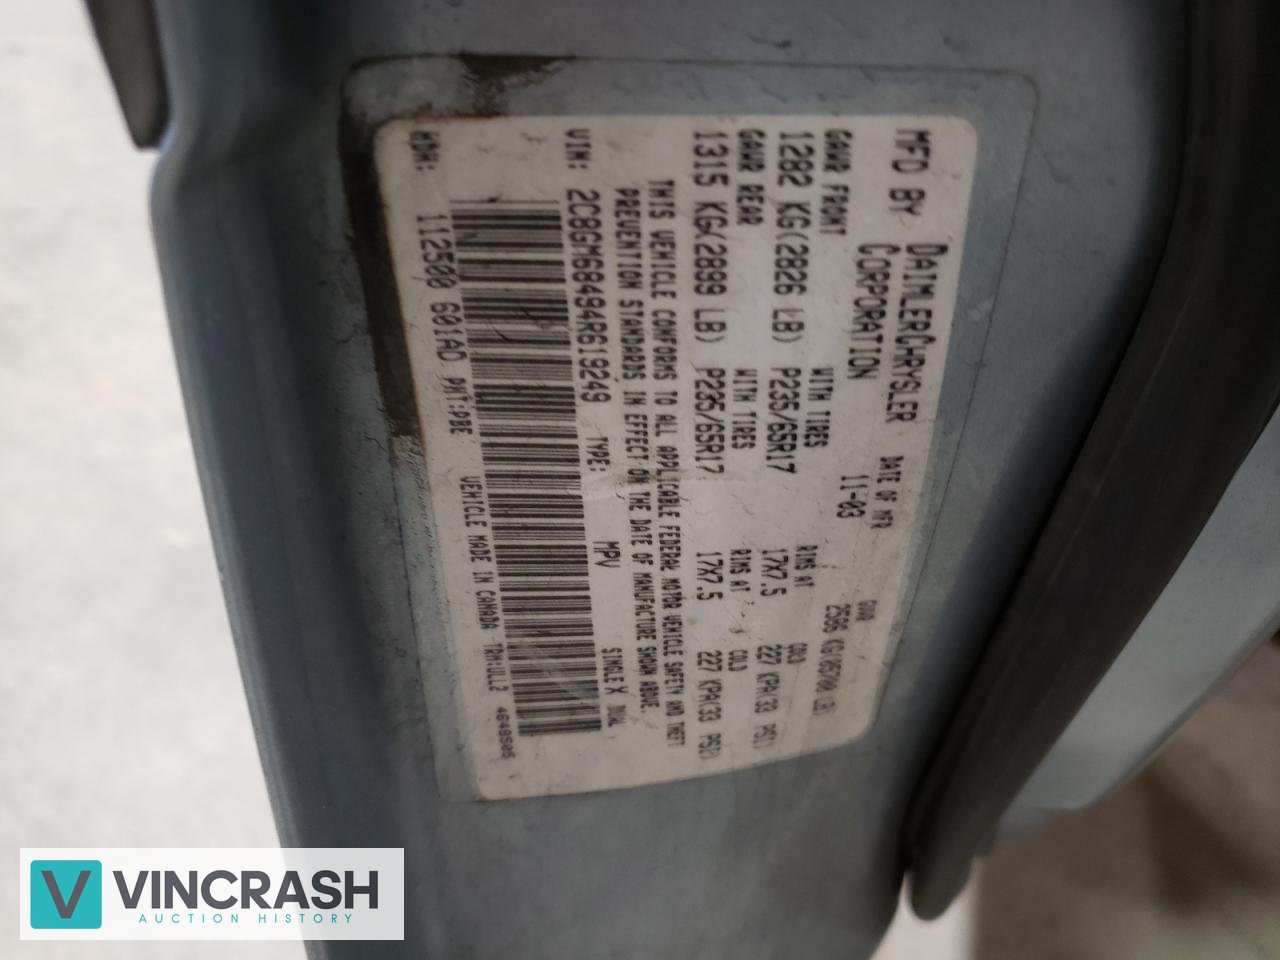 MFD BY DAIMLERCHRYSLER CORPORATION
DATE OF MFR 11-03
GVWR 2586 KG(05700 LB)
GAWR FRONT WITH TIRES RIMS AT COLD
1282 KG(2826 LB) P235/65R17 17X7.5 227 KPA(33 PSI)
GAWR REAR WITH TIRES RIMS AT COLD
1315 KG(2899 LB) P235/65R17 17X7.5 227 KPA(33 PSI)
THIS VEHICLE CONFORMS TO ALL APPLICABLE FEDERAL MOTOR VEHICLE SAFETY AND THEFT
PREVENTION STANDARDS IN EFFECT ON THE DATE OF MANUFACTURE SHOWN ABOVE.
VIN: 2C8GM68494R619249 TYPE: MPV SINGLE X DUAL
MDH: 112500 601AD PNT:PBE VEHICLE MADE IN CANADA TRM:ULL2 4648505
V VINCRASH
AUCTION HISTORY